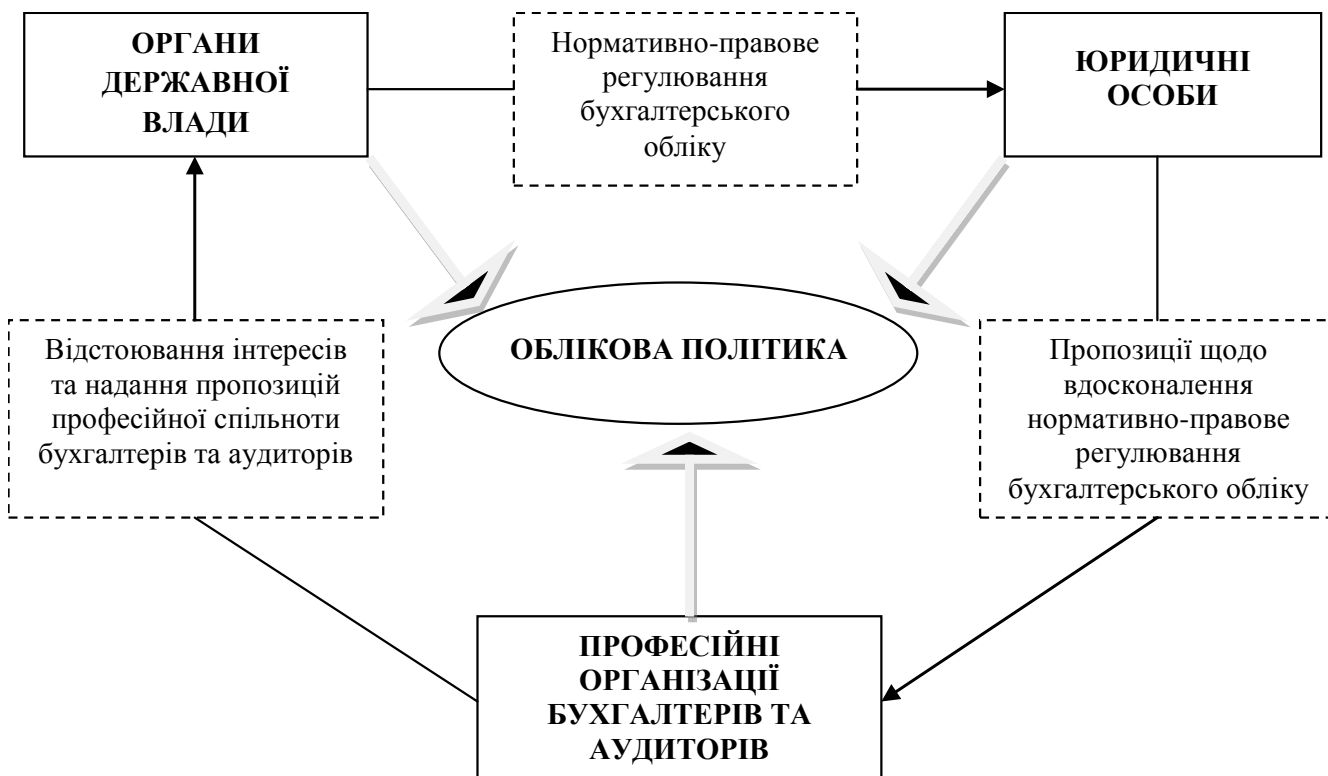 ОРГАНИ
ДЕРЖАВНОЇ
ВЛАДИ
Нормативно-правове
регулювання
бухгалтерського
обліку
ЮРИДИЧНІ
ОСОБИ
Відстоювання інтересів
та надання пропозицій
професійної спільноти
бухгалтерів та аудиторів
ОБЛІКОВА ПОЛІТИКА
Пропозиції щодо
вдосконалення
нормативно-правове
регулювання
бухгалтерського обліку
ПРОФЕСІЙНІ
ОРГАНІЗАЦІЇ
БУХГАЛТЕРІВ ТА
АУДИТОРІВ